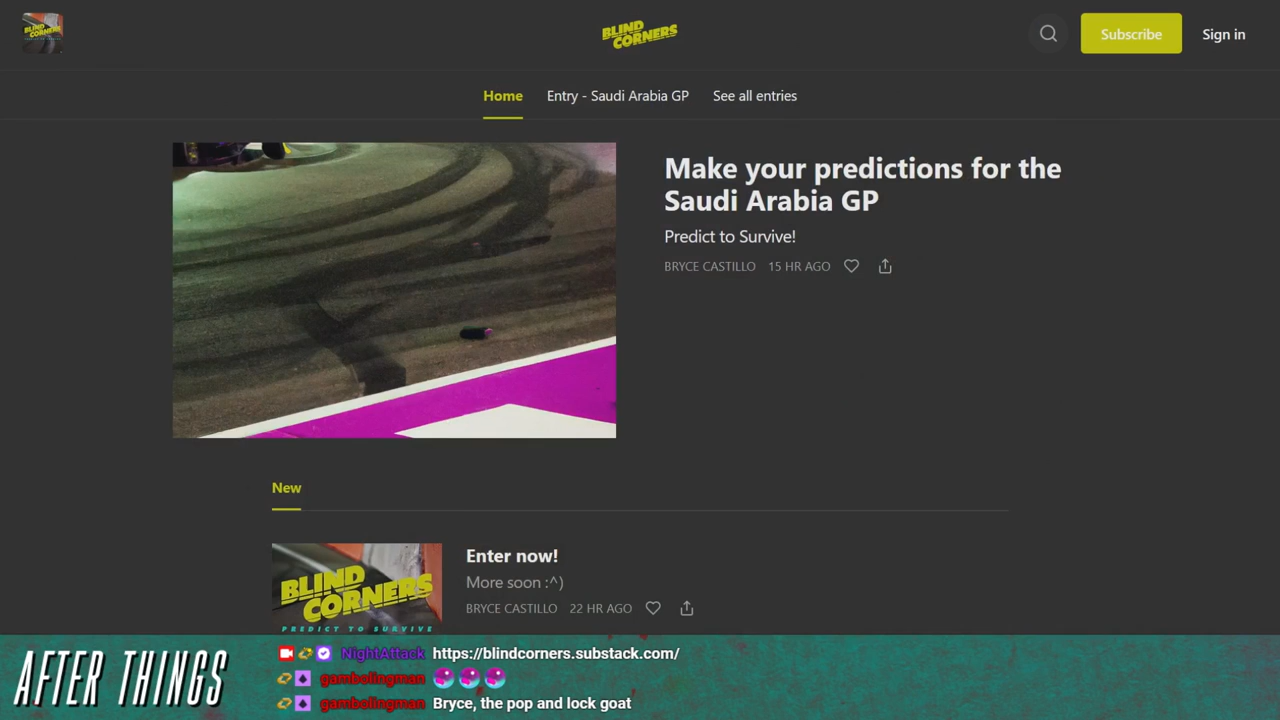 BLIND CORNERS
BLIND
CORNERS
Subscribe
Sign in
Home
Entry - Saudi Arabia GP
See all entries
Make your predictions for the
Saudi Arabia GP
Predict to Survive!
BRYCE CASTILLO 15 HR AGO
New
BLIND
CORNERS
PREDICT TO SURVIVE
Enter now!
More soon :^)
BRYCE CASTILLO 22 HR AGO
AFTER THINGS
NightAttack https://blindcorners.substack.com/
gambolingman
gambolingman Bryce, the pop and lock goat